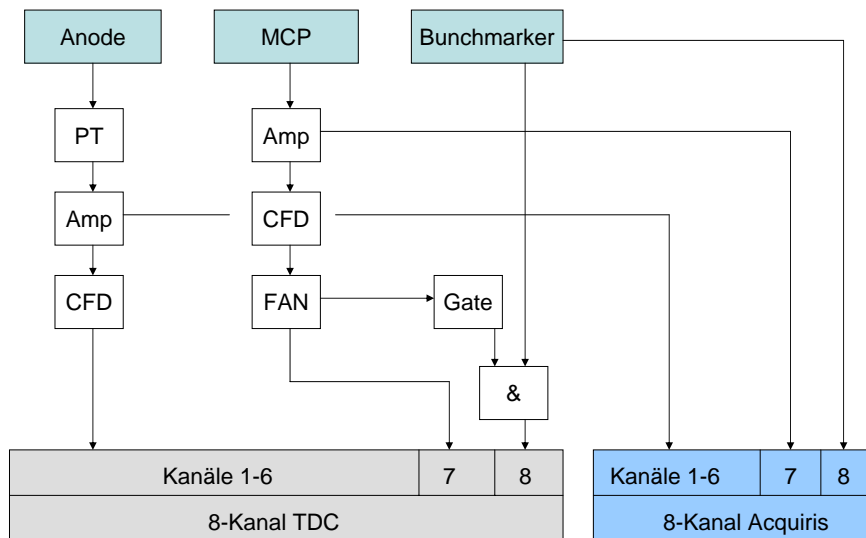 Anode
MCP
Bunchmarker
PT
Amp
Amp
CFD
CFD
FAN
Gate
&
Kanäle 1-6
7
8
Kanäle 1-6
7
8
8-Kanal TDC
8-Kanal Acquiris